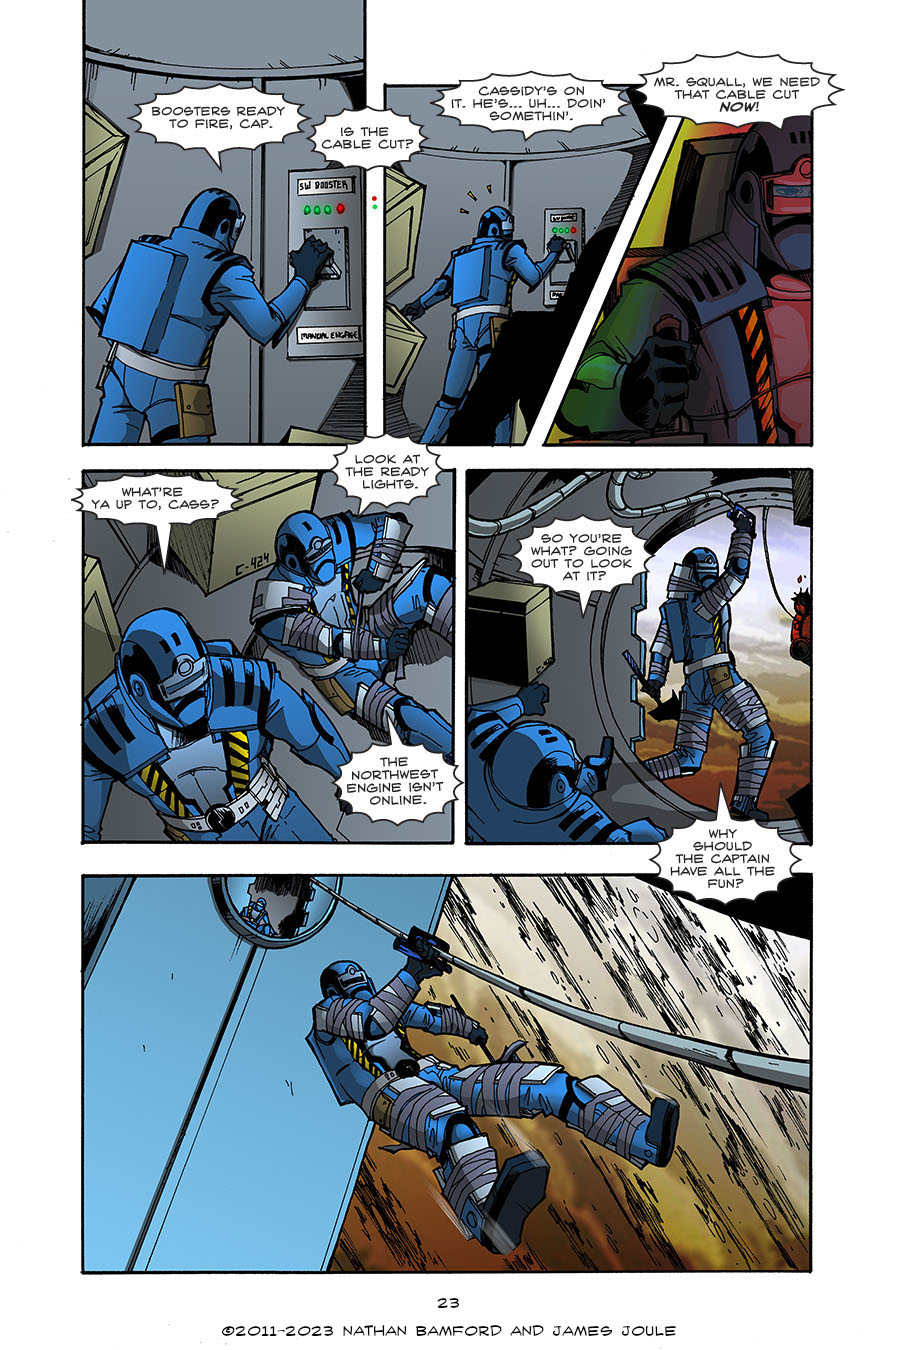 BOOSTERS READY
TO FIRE, CAP.
IS THE
CABLE CUT?
SW BOOSTER
MANUAL ENGAGE
CASSIDY'S ON
IT. HE'S... UH... DOIN'
SOMETHIN'.
MR. SQUALL, WE NEED
THAT CABLE CUT
NOW!
WHAT'RE
YA UP TO, CASS?
LOOK AT
THE READY
LIGHTS.
C-424
THE
NORTHWEST
ENGINE ISN'T
ONLINE.
SO YOU'RE
WHAT? GOING
OUT TO LOOK
AT IT?
WHY
SHOULD
THE CAPTAIN
HAVE ALL THE
FUN?
23
©2011-2023 NATHAN BAMFORD AND JAMES JOULE